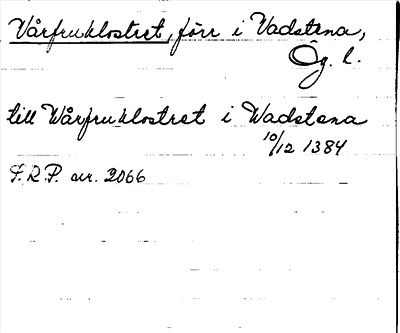 Vårfruklostret, förr i Vadstena,
Ög. l.
till Wårfruklostret i Wadstena
10/12 1384
S.R.P. nr. 2066